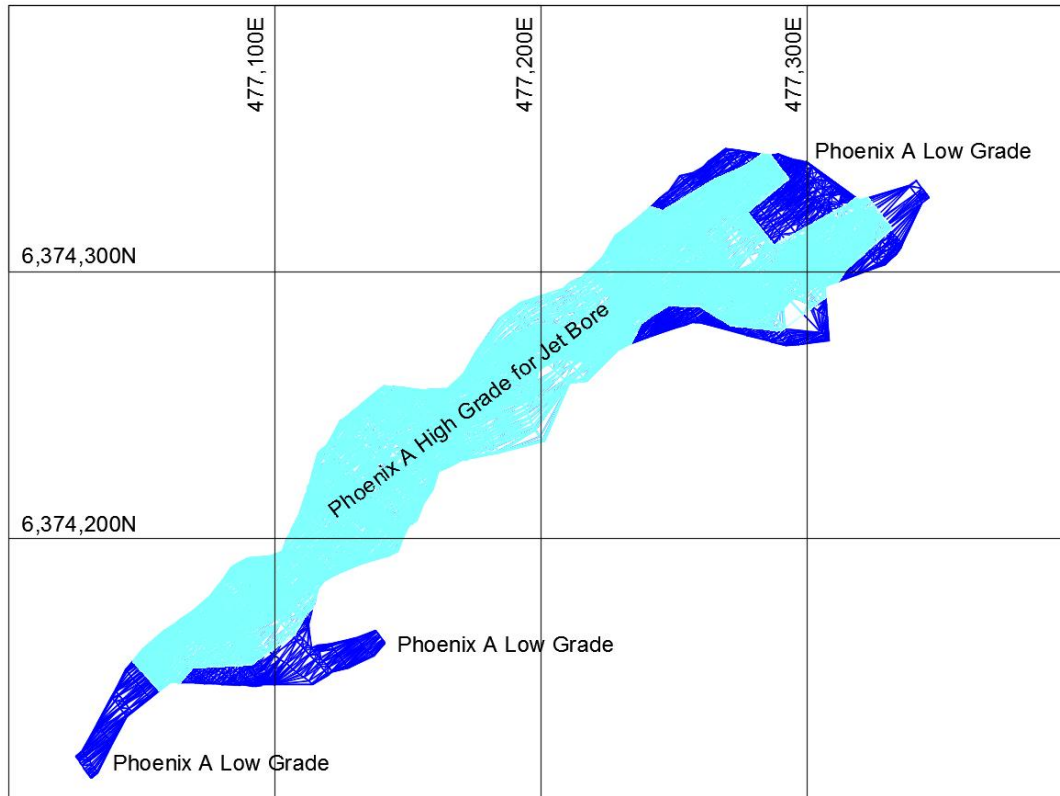 477,100E
477,200E
477,300E
Phoenix A Low Grade
6,374,300N
Phoenix A High Grade for Jet Bore
6,374,200N
Phoenix A Low Grade
Phoenix A Low Grade